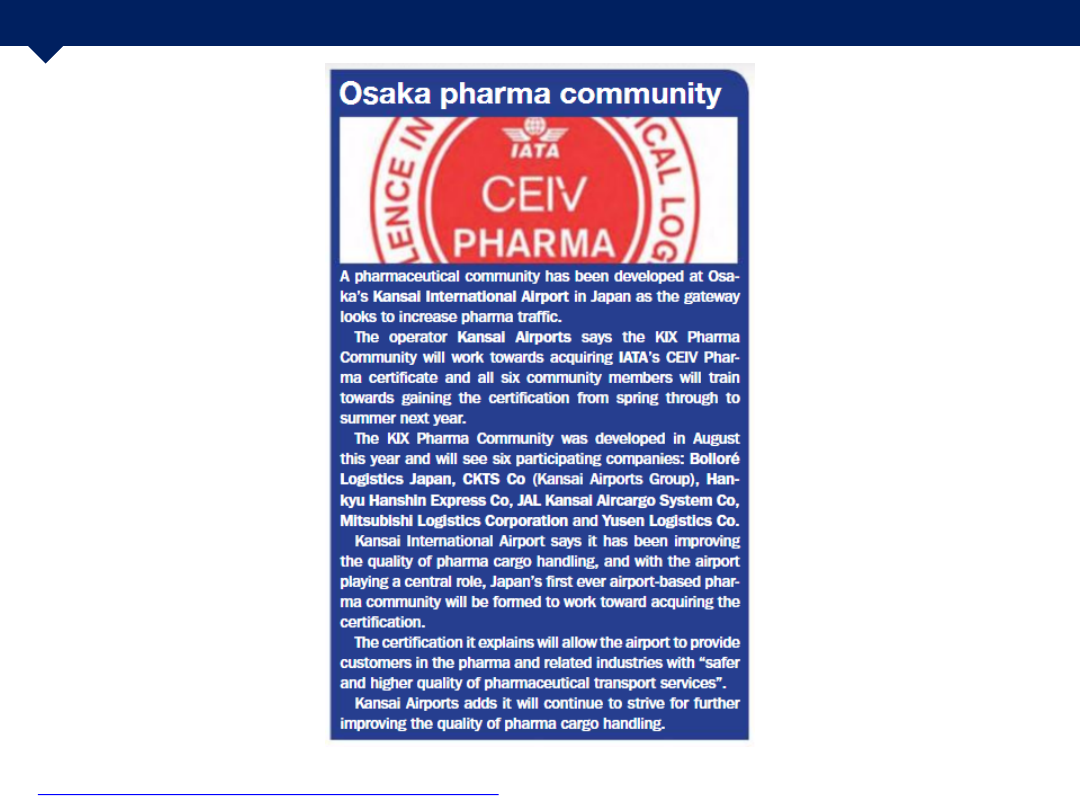 Osaka pharma community
LENCE IN
ICAL LOG
IATA
CEIV
PHARMA
A pharmaceutical community has been developed at Osa-
ka's Kansai International Airport in Japan as the gateway
looks to increase pharma traffic.
The operator Kansai Airports says the KIX Pharma
Community will work towards acquiring IATA's CEIV Phar-
ma certificate and all six community members will train
towards gaining the certification from spring through to
summer next year.
The KIX Pharma Community was developed in August
this year and will see six participating companies: Bolloré
Logistics Japan, CKTS Co (Kansai Airports Group), Han-
kyu Hanshin Express Co, JAL Kansai Aircargo System Co,
Mitsubishi Logistics Corporation and Yusen Logistics Co.
Kansai International Airport says it has been improving
the quality of pharma cargo handling, and with the airport
playing a central role, Japan's first ever airport-based phar-
ma community will be formed to work toward acquiring the
certification.
The certification it explains will allow the airport to provide
customers in the pharma and related industries with “safer
and higher quality of pharmaceutical transport services”.
Kansai Airports adds it will continue to strive for further
improving the quality of pharma cargo handling.